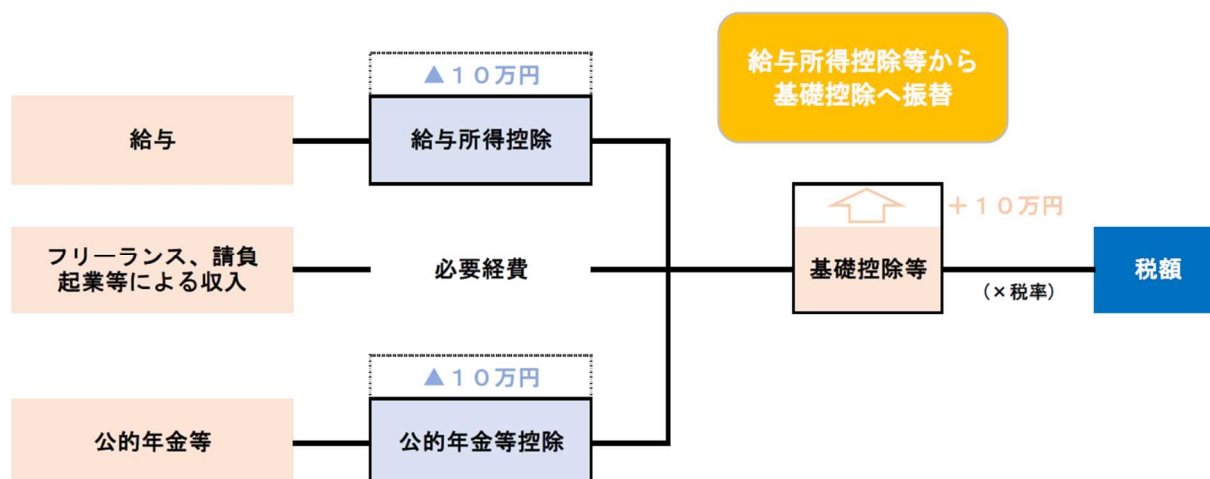 ▲10万円
給与所得控除等から
基礎控除へ振替
給与
給与所得控除
+10万円
フリーランス、請負
起業等による収入
必要経費
基礎控除等
(×税率)
税額
▲10万円
公的年金等
公的年金等控除